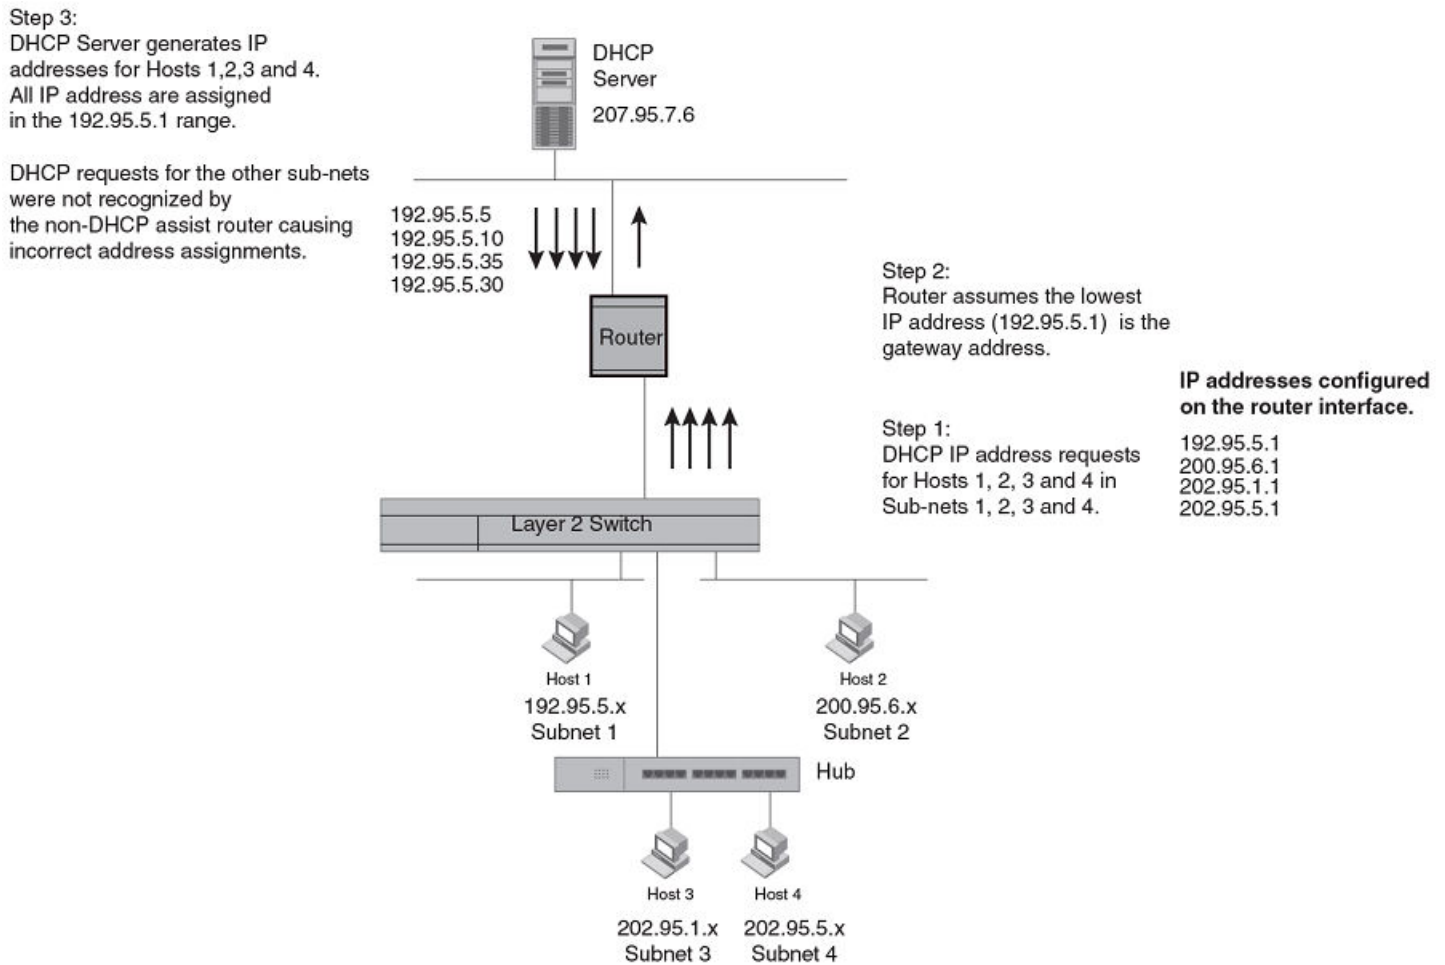 Step 3:
DHCP Server generates IP
addresses for Hosts 1,2,3 and 4.
All IP address are assigned
in the 192.95.5.1 range.
DHCP requests for the other sub-nets
were not recognized by
the non-DHCP assist router causing
incorrect address assignments.
DHCP
Server
207.95.7.6
192.95.5.5
192.95.5.10
192.95.5.35
192.95.5.30
Router
Step 2:
Router assumes the lowest
IP address (192.95.5.1) is the
gateway address.
IP addresses configured
on the router interface.
192.95.5.1
200.95.6.1
202.95.1.1
202.95.5.1
Step 1:
DHCP IP address requests
for Hosts 1, 2, 3 and 4 in
Sub-nets 1, 2, 3 and 4.
Layer 2 Switch
Host 1
192.95.5.x
Subnet 1
Host 2
200.95.6.x
Subnet 2
Hub
Host 3
202.95.1.x
Subnet 3
Host 4
202.95.5.x
Subnet 4